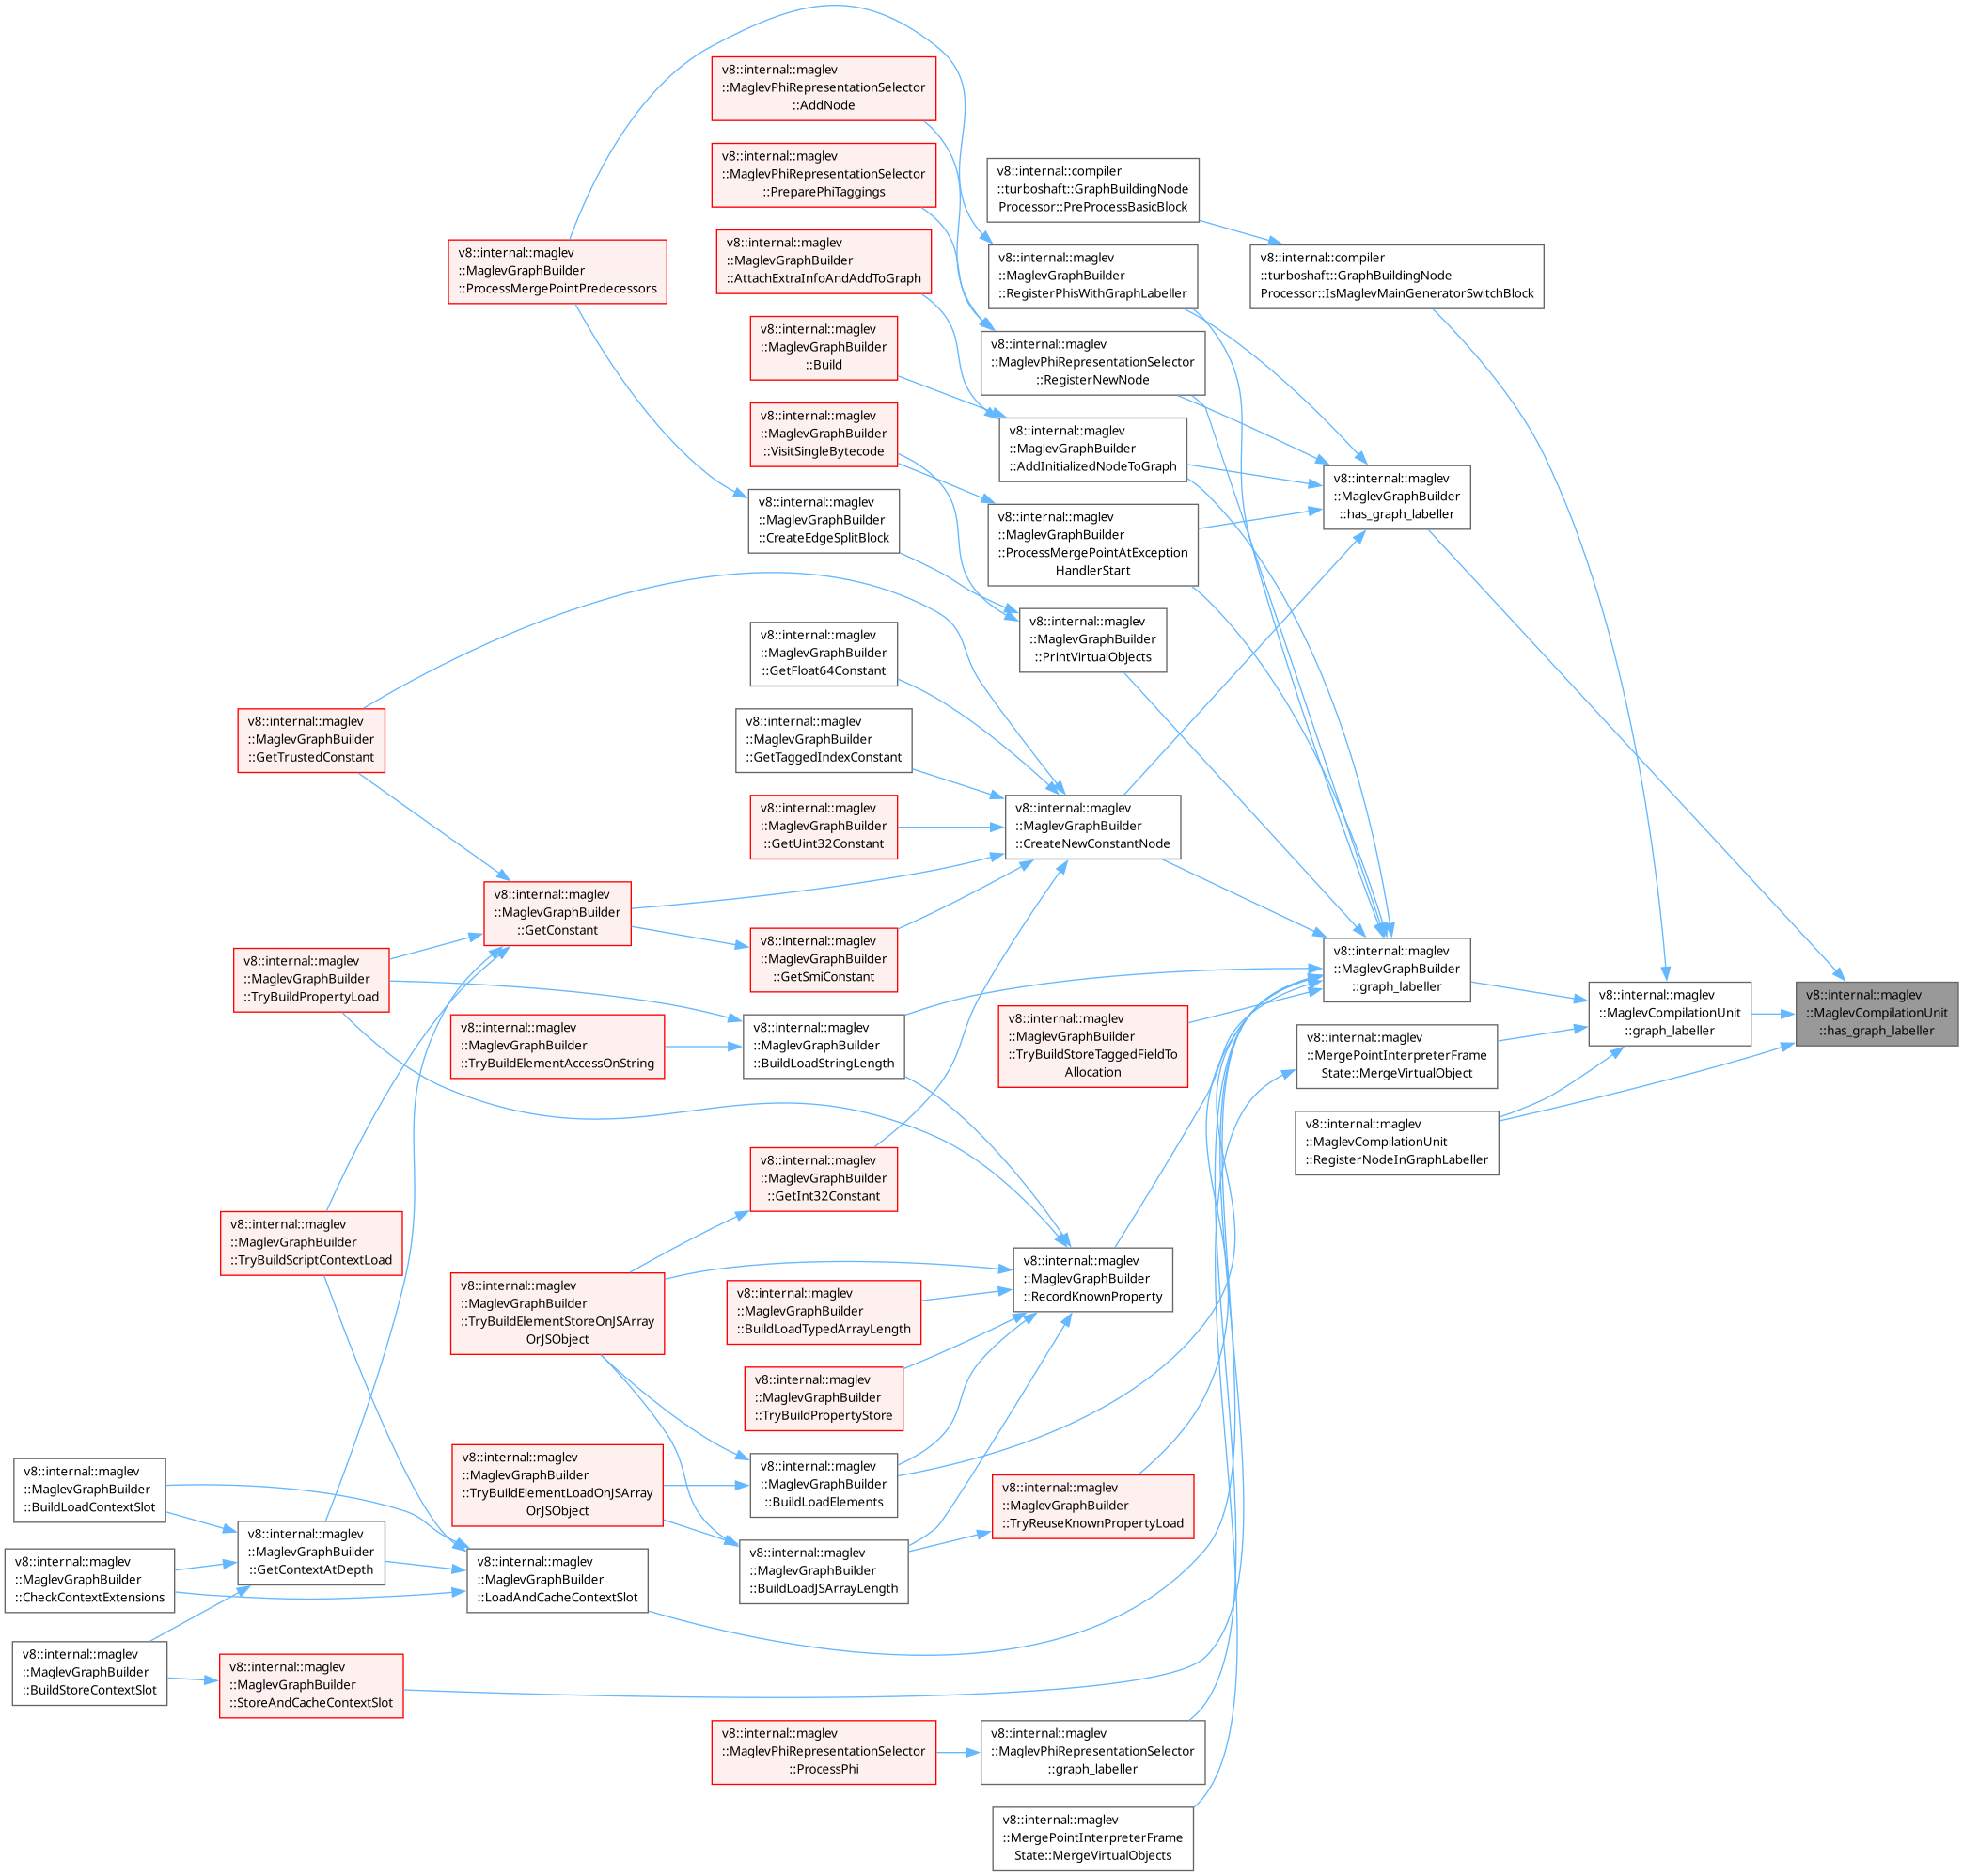 v8::internal::maglev
::MaglevPhiRepresentationSelector
::AddNode
v8::internal::maglev
::MaglevPhiRepresentationSelector
::PreparePhiTaggings
v8::internal::compiler
::turboshaft::GraphBuildingNode
Processor::PreProcessBasicBlock
v8::internal::maglev
::MaglevGraphBuilder
::AttachExtraInfoAndAddToGraph
v8::internal::maglev
::MaglevGraphBuilder
::ProcessMergePointPredecessors
v8::internal::maglev
::MaglevGraphBuilder
::RegisterPhisWithGraphLabeller
v8::internal::compiler
::turboshaft::GraphBuildingNode
Processor::IsMaglevMainGeneratorSwitchBlock
v8::internal::maglev
::MaglevGraphBuilder
::Build
v8::internal::maglev
::MaglevPhiRepresentationSelector
::RegisterNewNode
v8::internal::maglev
::MaglevGraphBuilder
::VisitSingleBytecode
v8::internal::maglev
::MaglevGraphBuilder
::AddInitializedNodeToGraph
v8::internal::maglev
::MaglevGraphBuilder
::has_graph_labeller
v8::internal::maglev
::MaglevGraphBuilder
::CreateEdgeSplitBlock
v8::internal::maglev
::MaglevGraphBuilder
::ProcessMergePointAtException
HandlerStart
v8::internal::maglev
::MaglevGraphBuilder
::PrintVirtualObjects
v8::internal::maglev
::MaglevGraphBuilder
::GetFloat64Constant
v8::internal::maglev
::MaglevGraphBuilder
::GetTrustedConstant
v8::internal::maglev
::MaglevGraphBuilder
::GetTaggedIndexConstant
v8::internal::maglev
::MaglevGraphBuilder
::GetUint32Constant
v8::internal::maglev
::MaglevGraphBuilder
::CreateNewConstantNode
v8::internal::maglev
::MaglevGraphBuilder
::GetConstant
v8::internal::maglev
::MaglevGraphBuilder
::GetSmiConstant
v8::internal::maglev
::MaglevGraphBuilder
::TryBuildPropertyLoad
v8::internal::maglev
::MaglevGraphBuilder
::graph_labeller
v8::internal::maglev
::MaglevCompilationUnit
::graph_labeller
v8::internal::maglev
::MaglevCompilationUnit
::has_graph_labeller
v8::internal::maglev
::MaglevGraphBuilder
::TryBuildElementAccessOnString
v8::internal::maglev
::MaglevGraphBuilder
::BuildLoadStringLength
v8::internal::maglev
::MaglevGraphBuilder
::TryBuildStoreTaggedFieldTo
Allocation
v8::internal::maglev
::MergePointInterpreterFrame
State::MergeVirtualObject
v8::internal::maglev
::MaglevCompilationUnit
::RegisterNodeInGraphLabeller
v8::internal::maglev
::MaglevGraphBuilder
::GetInt32Constant
v8::internal::maglev
::MaglevGraphBuilder
::TryBuildScriptContextLoad
v8::internal::maglev
::MaglevGraphBuilder
::RecordKnownProperty
v8::internal::maglev
::MaglevGraphBuilder
::TryBuildElementStoreOnJSArray
OrJSObject
v8::internal::maglev
::MaglevGraphBuilder
::BuildLoadTypedArrayLength
v8::internal::maglev
::MaglevGraphBuilder
::TryBuildPropertyStore
v8::internal::maglev
::MaglevGraphBuilder
::TryBuildElementLoadOnJSArray
OrJSObject
v8::internal::maglev
::MaglevGraphBuilder
::BuildLoadElements
v8::internal::maglev
::MaglevGraphBuilder
::TryReuseKnownPropertyLoad
v8::internal::maglev
::MaglevGraphBuilder
::BuildLoadContextSlot
v8::internal::maglev
::MaglevGraphBuilder
::GetContextAtDepth
v8::internal::maglev
::MaglevGraphBuilder
::CheckContextExtensions
v8::internal::maglev
::MaglevGraphBuilder
::LoadAndCacheContextSlot
v8::internal::maglev
::MaglevGraphBuilder
::BuildLoadJSArrayLength
v8::internal::maglev
::MaglevGraphBuilder
::BuildStoreContextSlot
v8::internal::maglev
::MaglevGraphBuilder
::StoreAndCacheContextSlot
v8::internal::maglev
::MaglevPhiRepresentationSelector
::ProcessPhi
v8::internal::maglev
::MaglevPhiRepresentationSelector
::graph_labeller
v8::internal::maglev
::MergePointInterpreterFrame
State::MergeVirtualObjects